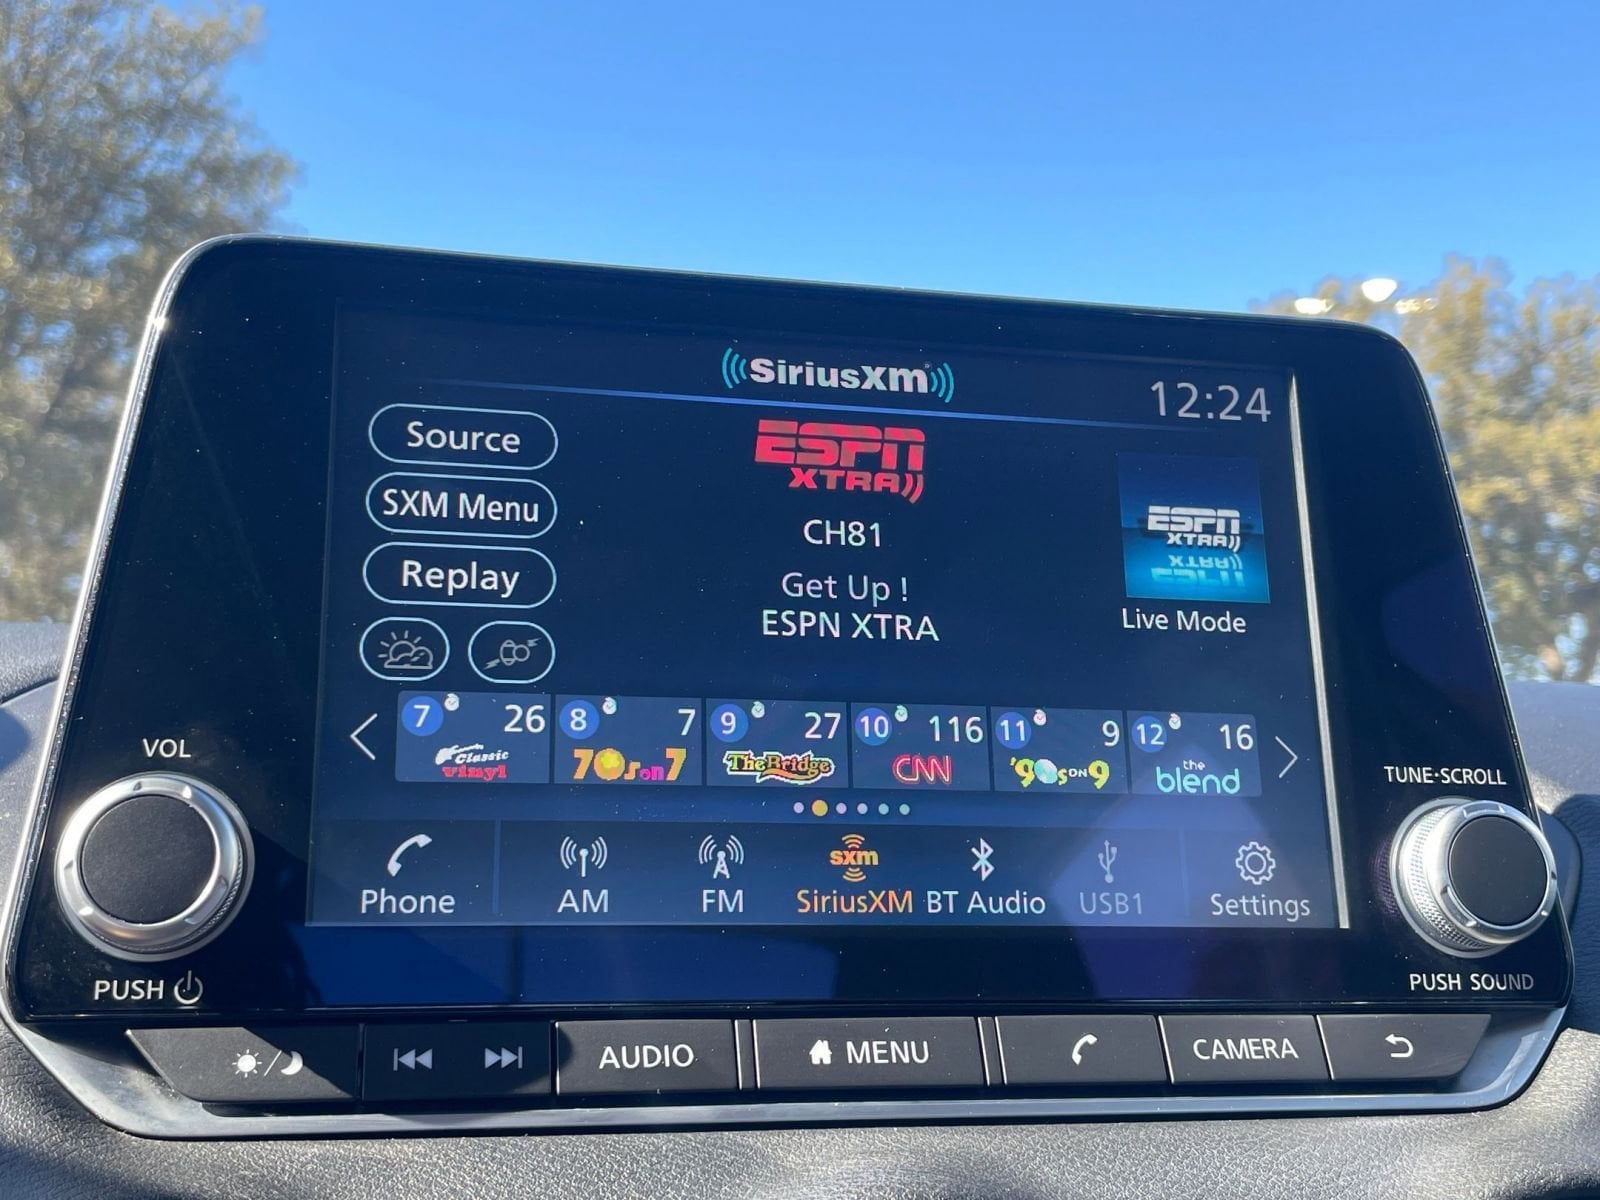 ((SiriusXM))
12:24
Source
SXM Menu
Replay
ESPN
XTRA))
CH81
Get Up !
ESPN XTRA
ESPN
XTRA))
Live Mode
7 26
Classic
vinyl
8 7
70s on 7
9 27
The Bridge
10 116
CNN
11 9
'90s ON 9
12 16
the
blend
sxm
Phone
AM
FM
SiriusXM
BT Audio
USB1
Settings
VOL
PUSH
TUNE·SCROLL
PUSH SOUND
AUDIO
MENU
CAMERA